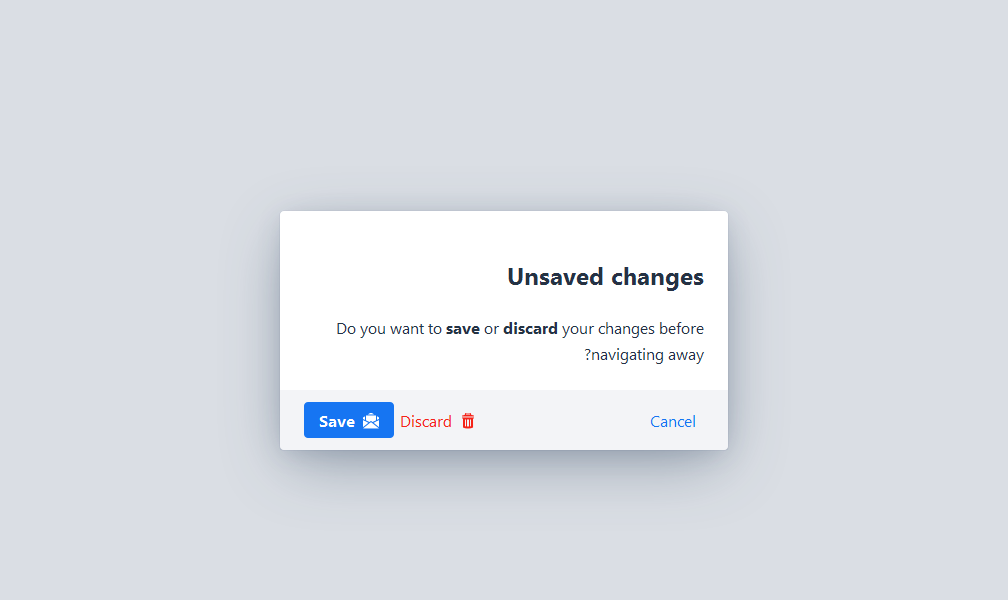 Unsaved changes
Do you want to save or discard your changes before
?navigating away
Save
Discard
Cancel